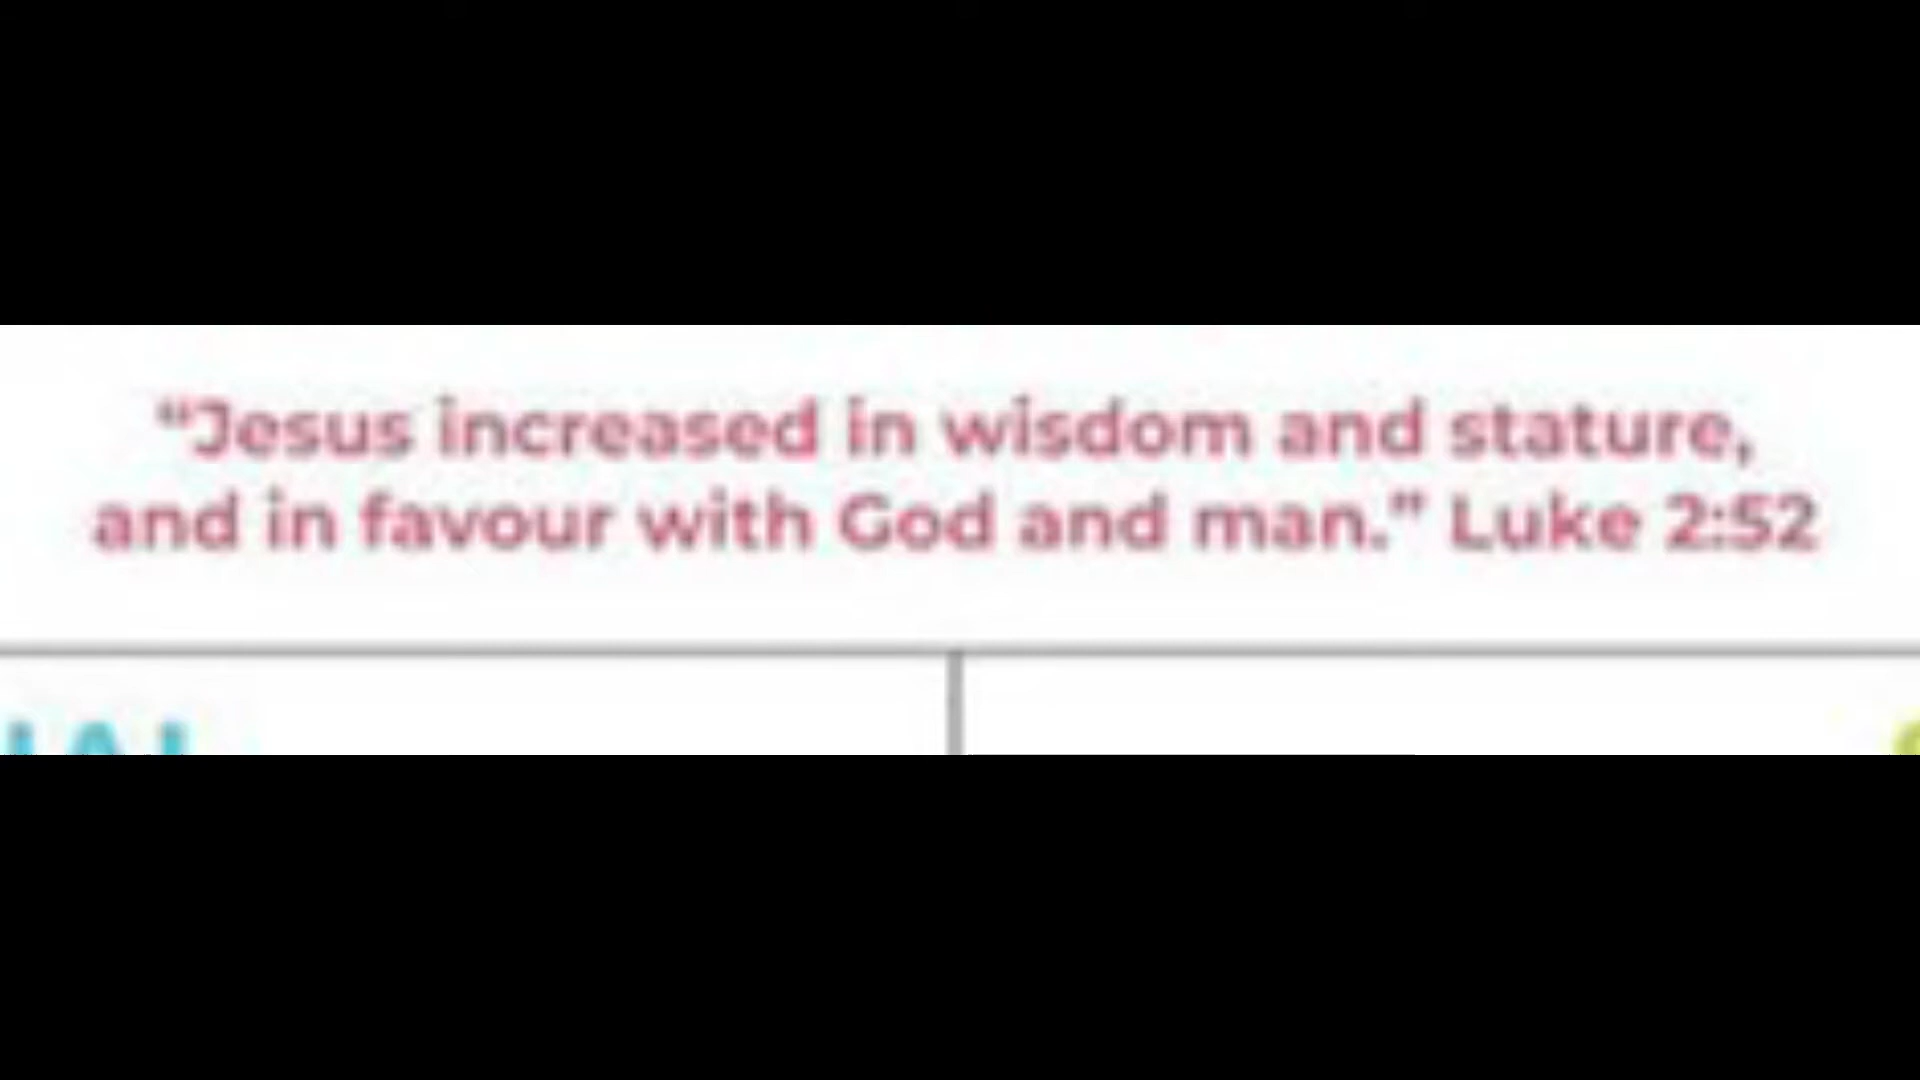 “Jesus increased in wisdom and stature,
and in favour with God and man.” Luke 2:52